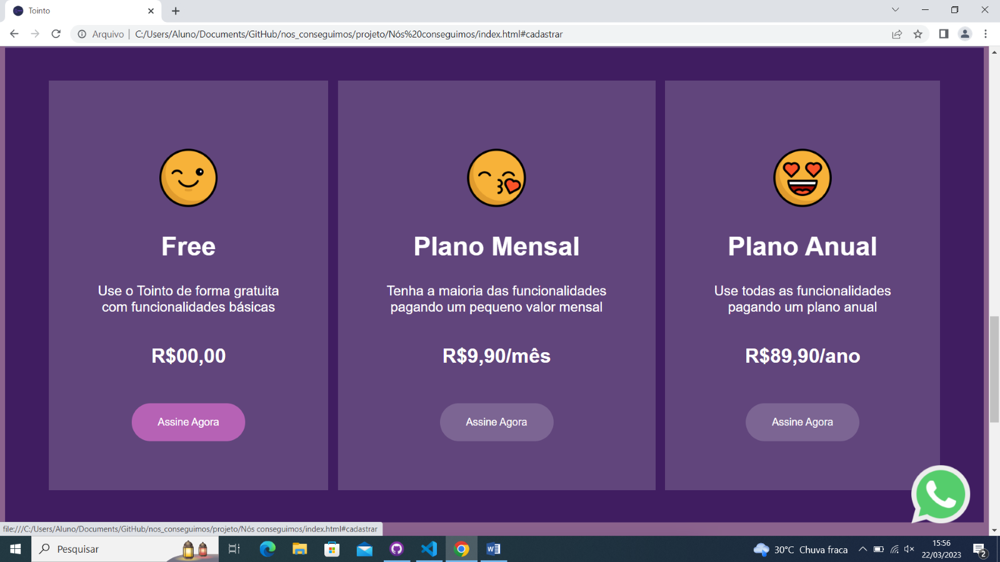 Tointo
Arquivo | C:/Users/Aluno/Documents/GitHub/nos_conseguimos/projeto/Nós%20conseguimos/index.html#cadastrar
Free
Use o Tointo de forma gratuita
com funcionalidades básicas
R$00,00
Assine Agora
Plano Mensal
Tenha a maioria das funcionalidades
pagando um pequeno valor mensal
R$9,90/mês
Assine Agora
Plano Anual
Use todas as funcionalidades
pagando um plano anual
R$89,90/ano
Assine Agora
file:///C:/Users/Aluno/Documents/GitHub/nos_conseguimos/projeto/Nós conseguimos/index.html#cadastrar
Pesquisar
30°C Chuva fraca
15:56
22/03/2023
2